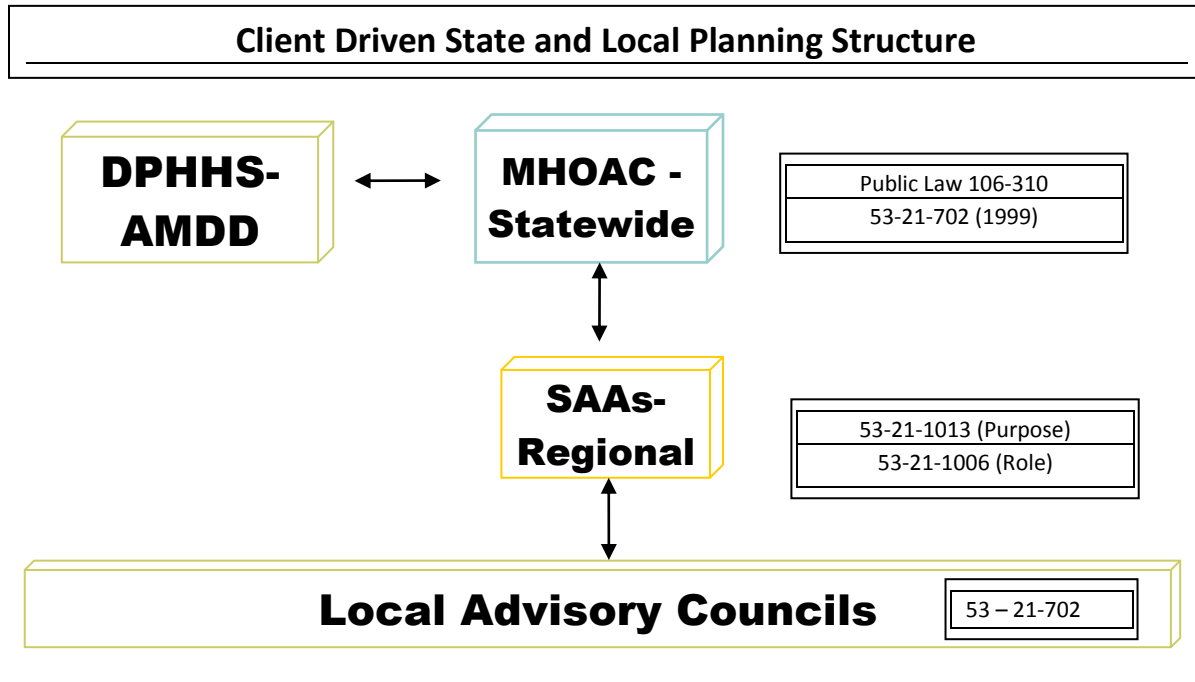 Client Driven State and Local Planning Structure
DPHHS-
AMDD
MHOAC -
Statewide
Public Law 106-310
53-21-702 (1999)
SAAs-
Regional
53-21-1013 (Purpose)
53-21-1006 (Role)
Local Advisory Councils
53 – 21-702